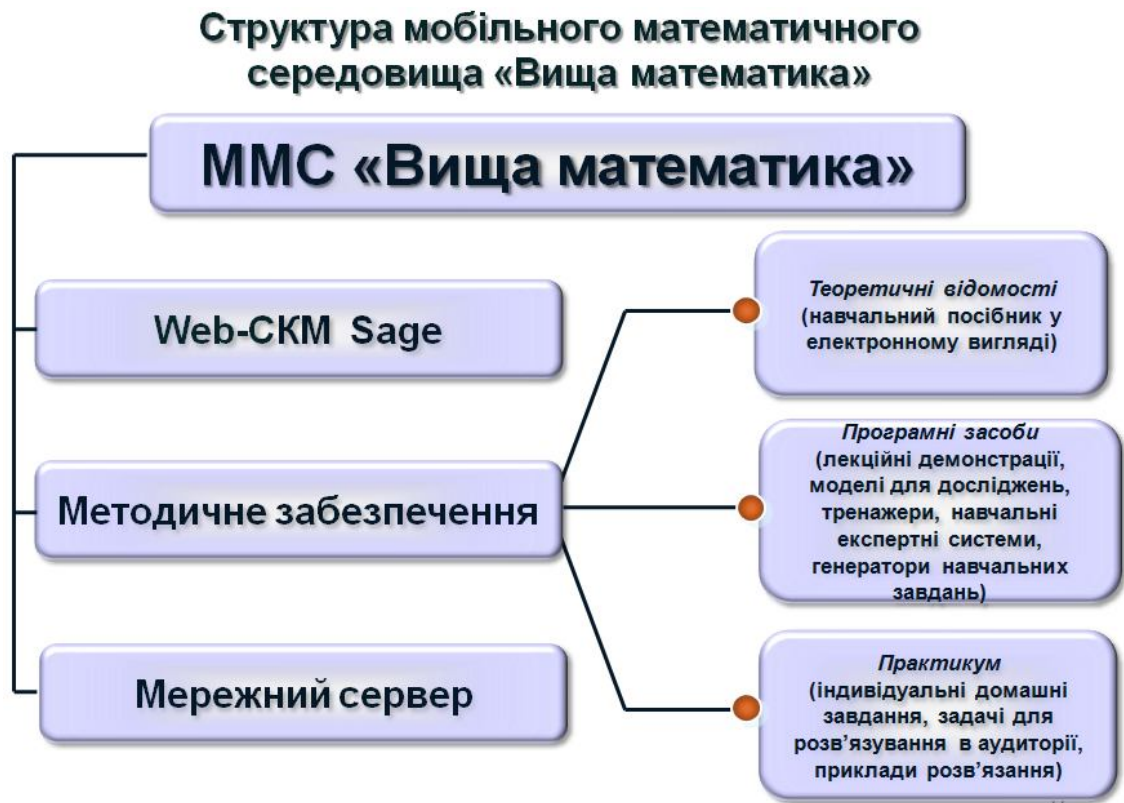 Структура мобільного математичного
середовища «Вища математика»
ММС «Вища математика»
Web-СКМ Sage
Методичне забезпечення
Мережний сервер
Теоретичні відомості
(навчальний посібник у
електронному вигляді)
Програмні засоби
(лекційні демонстрації,
моделі для досліджень,
тренажери, навчальні
експертні системи,
генератори навчальних
завдань)
Практикум
(індивідуальні домашні
завдання, задачі для
розв'язування в аудиторії,
приклади розв'язання)